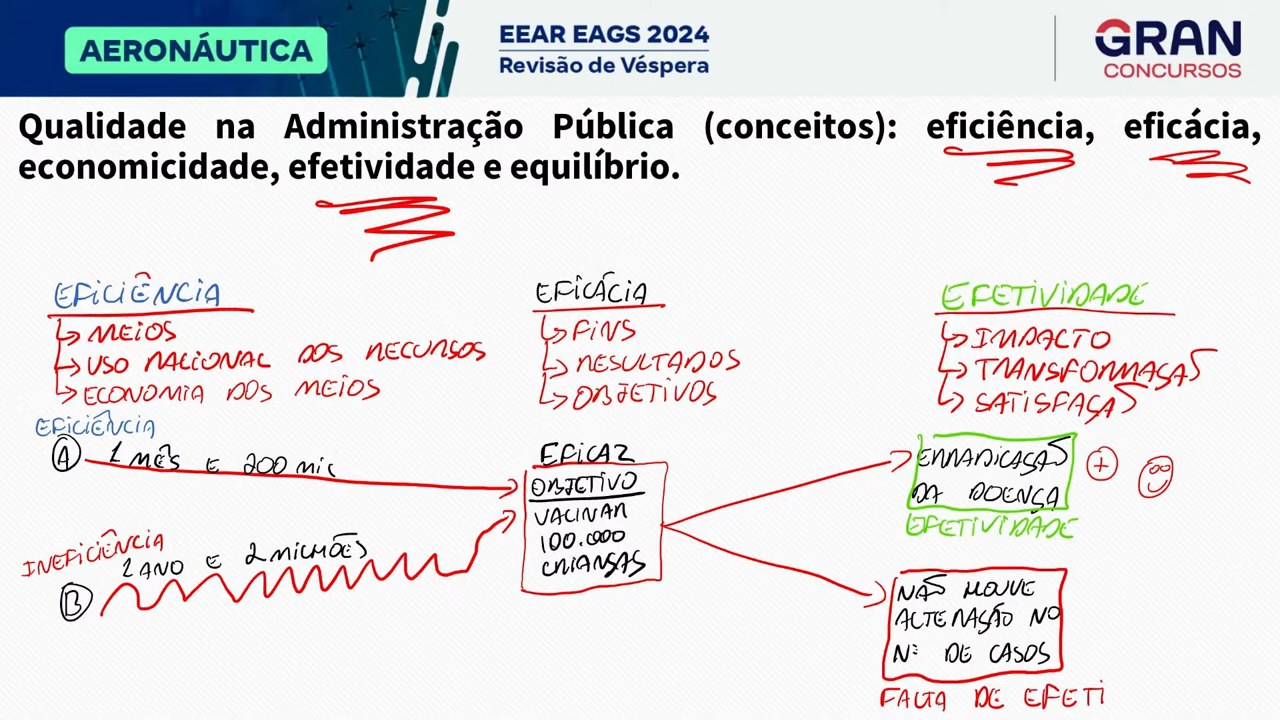 AERONÁUTICA
EEAR EAGS 2024
Revisão de Véspera
GRAN
CONCURSOS
Qualidade na Administração Pública (conceitos): eficiência, eficácia,
economicidade, efetividade e equilíbrio.
EFICIÊNCIA
MEIOS
USO RACIONAL DOS RECURSOS
ECONOMIA DOS MEIOS
EFICÁCIA
FINS
RESULTADOS
OBJETIVOS
EFETIVIDADE
IMPACTO
TRANSFORMAÇÃO
SATISFAÇÃO
EFICIÊNCIA
A 1 MÊS E 200 MIL
INEFICIÊNCIA
B 2 ANO E 2 MILHÕES
EFICAZ
OBJETIVO
VACINAR
100.000
CRIANÇAS
ERRADICAÇÃO
DA DOENÇA
+
EFETIVIDADE
NÃO HOUVE
ALTERAÇÃO NO
Nº DE CASOS
FALTA DE EFETI